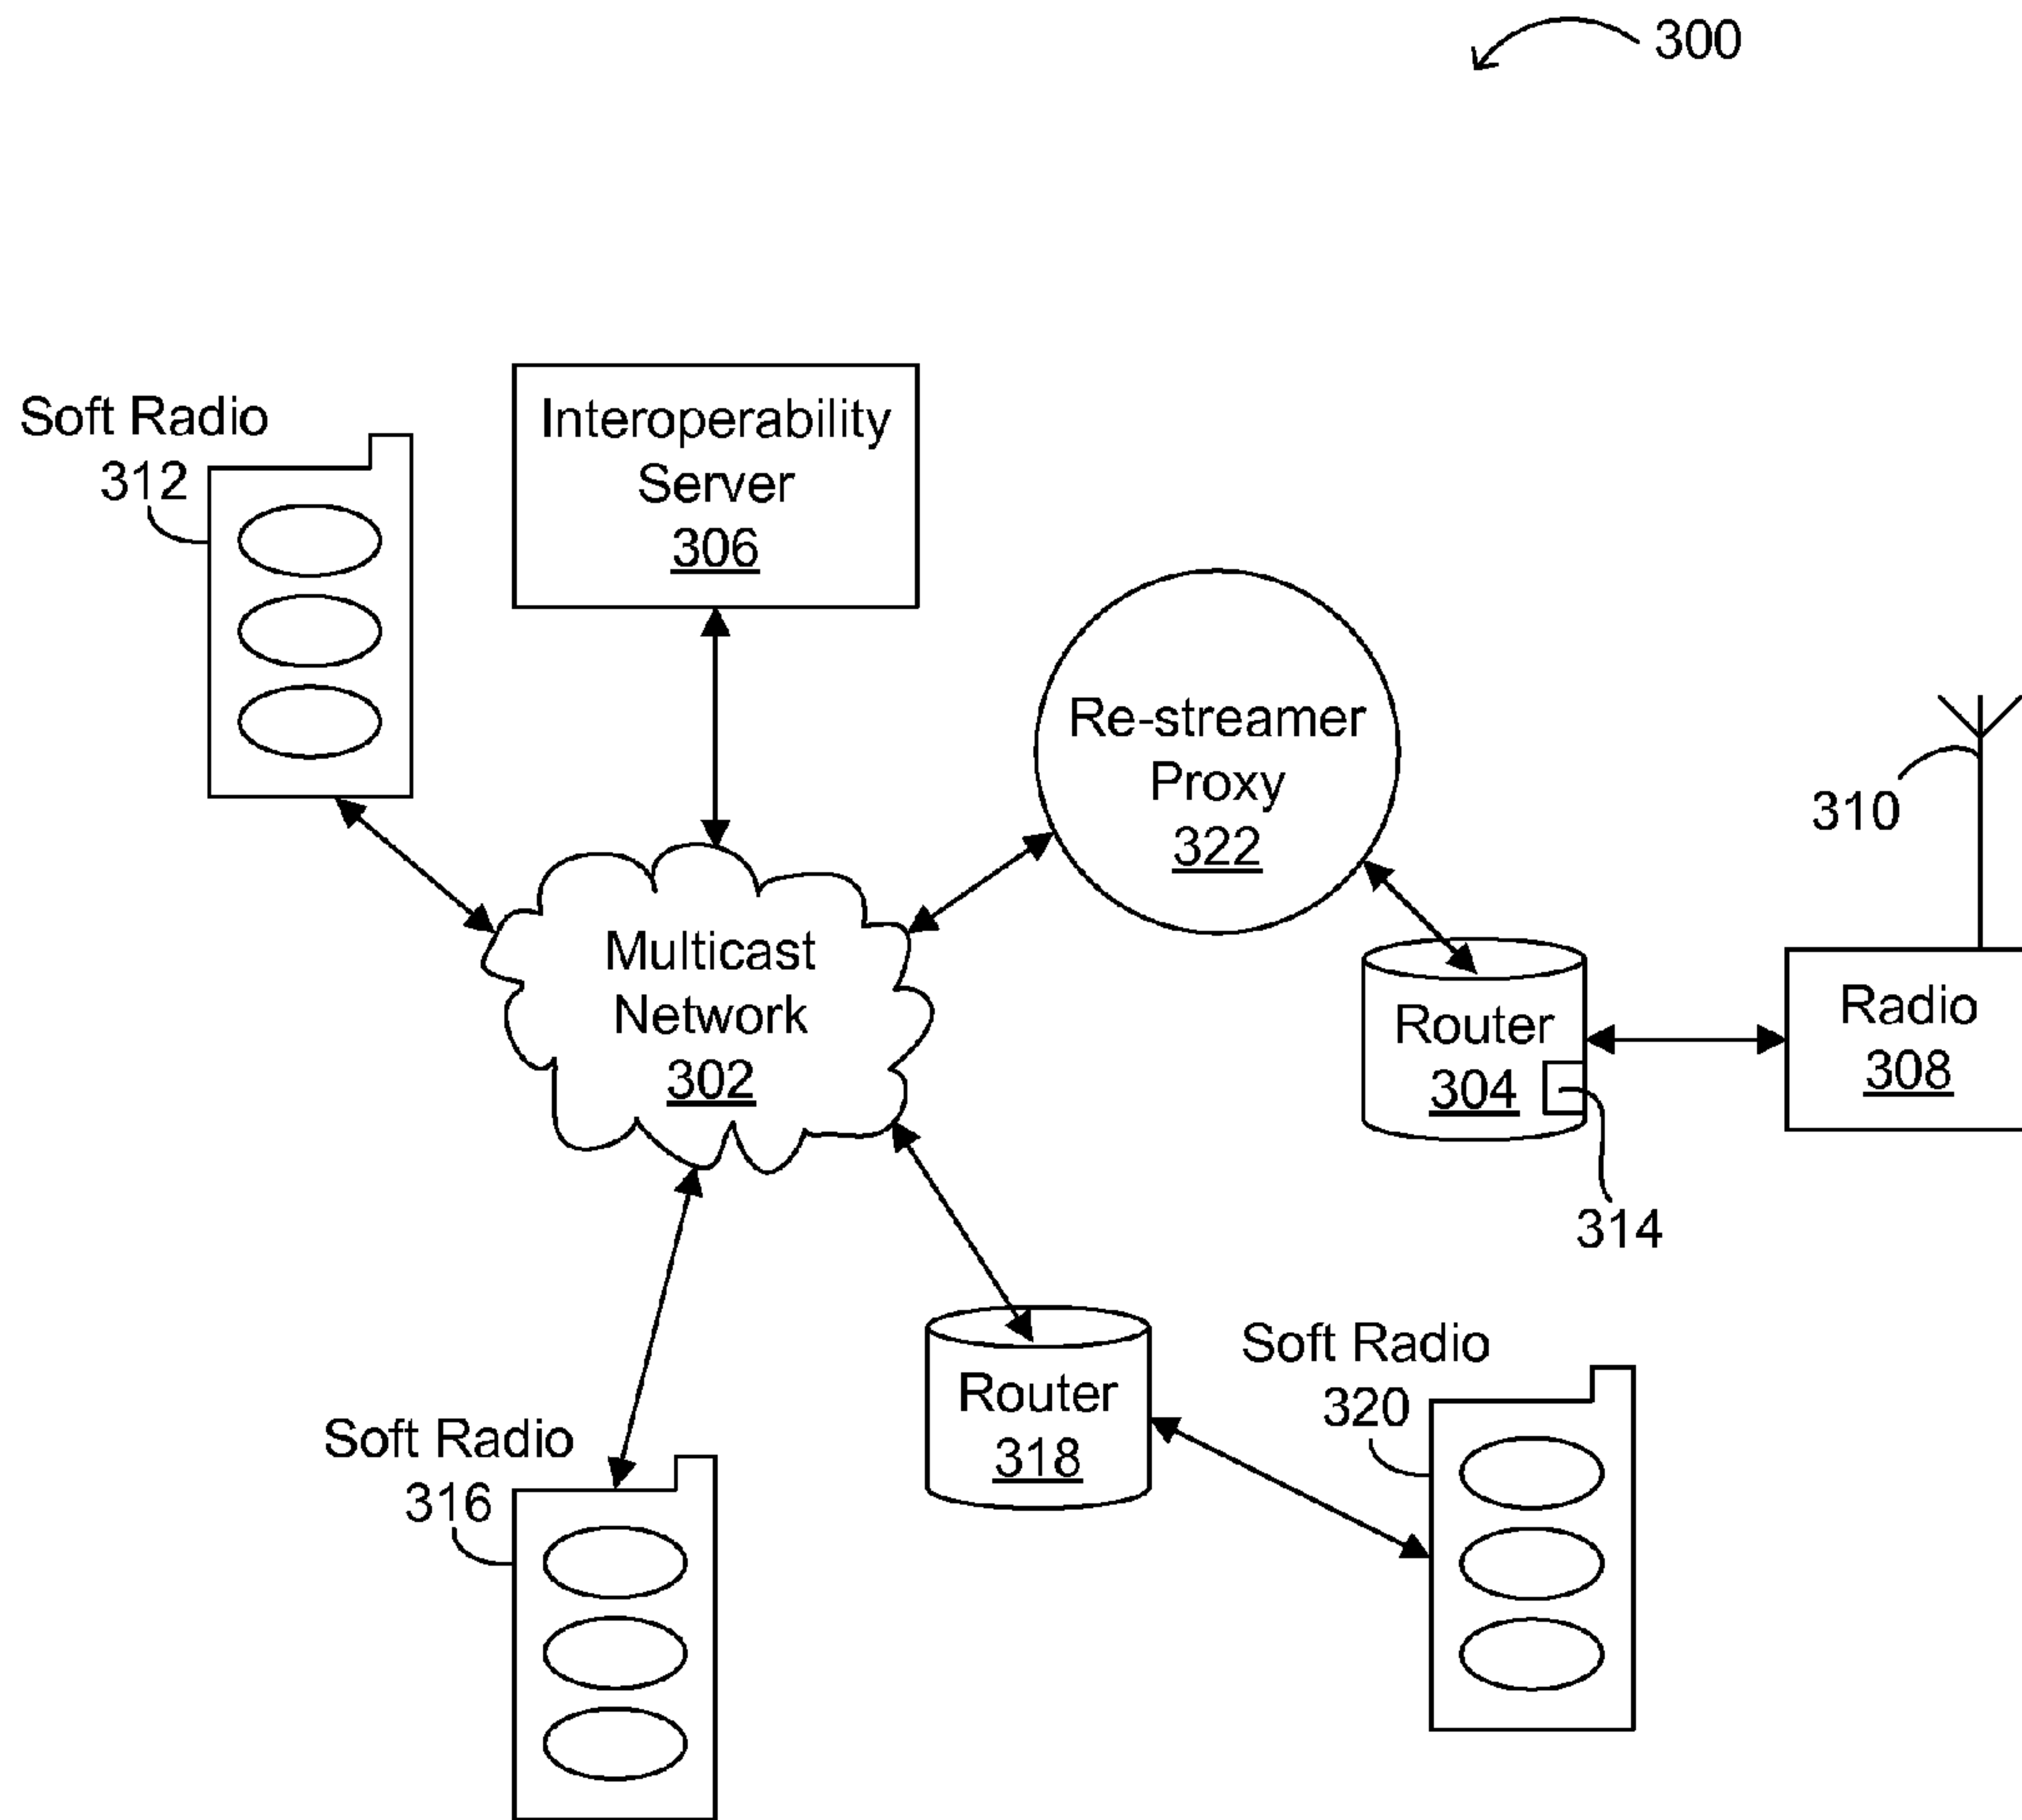 300
Soft Radio
312
Interoperability
Server
306
Re-streamer
Proxy
322
310
Multicast
Network
302
Router
304
Radio
308
314
Soft Radio
316
Router
318
Soft Radio
320